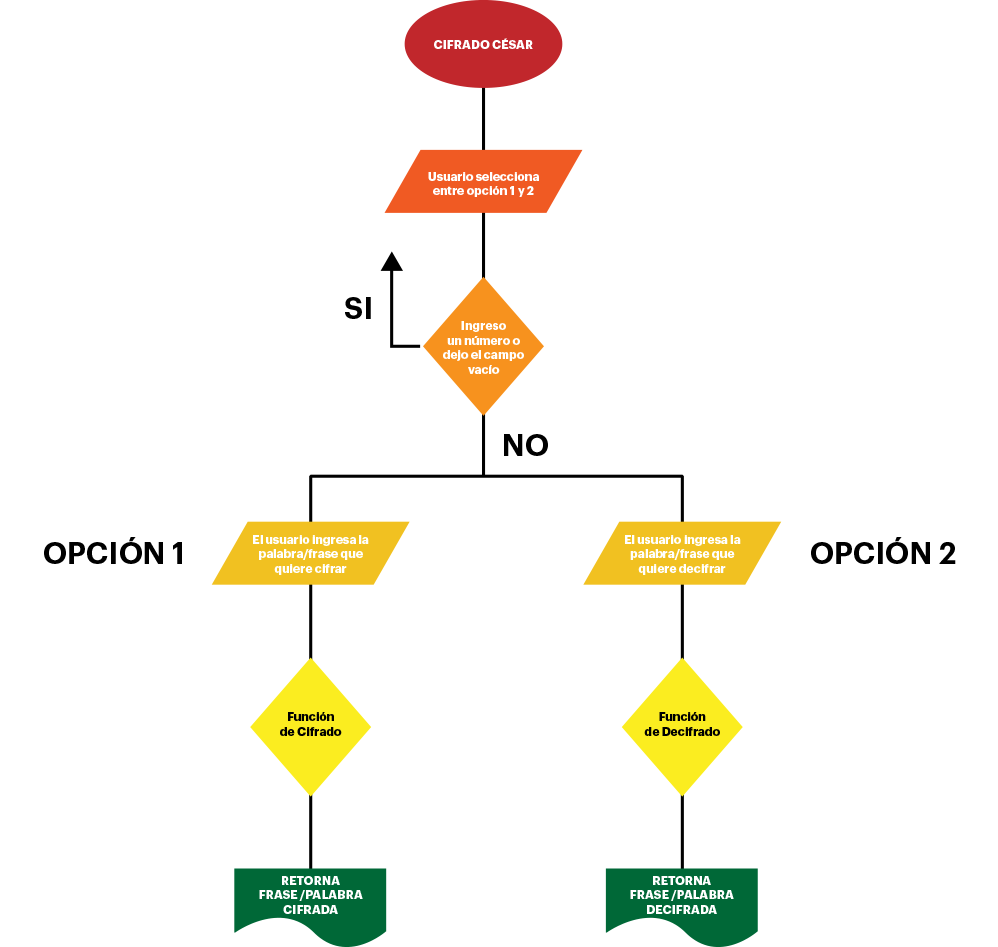 CIFRADO CÉSAR
Usuario selecciona
entre opción 1 y 2
SI
Ingreso
un número o
dejo el campo
vacío
NO
OPCIÓN 1
El usuario ingresa la
palabra/frase que
quiere cifrar
El usuario ingresa la
palabra/frase que
quiere decifrar
OPCIÓN 2
Función
de Cifrado
Función
de Decifrado
RETORNA
FRASE /PALABRA
CIFRADA
RETORNA
FRASE /PALABRA
DECIFRADA